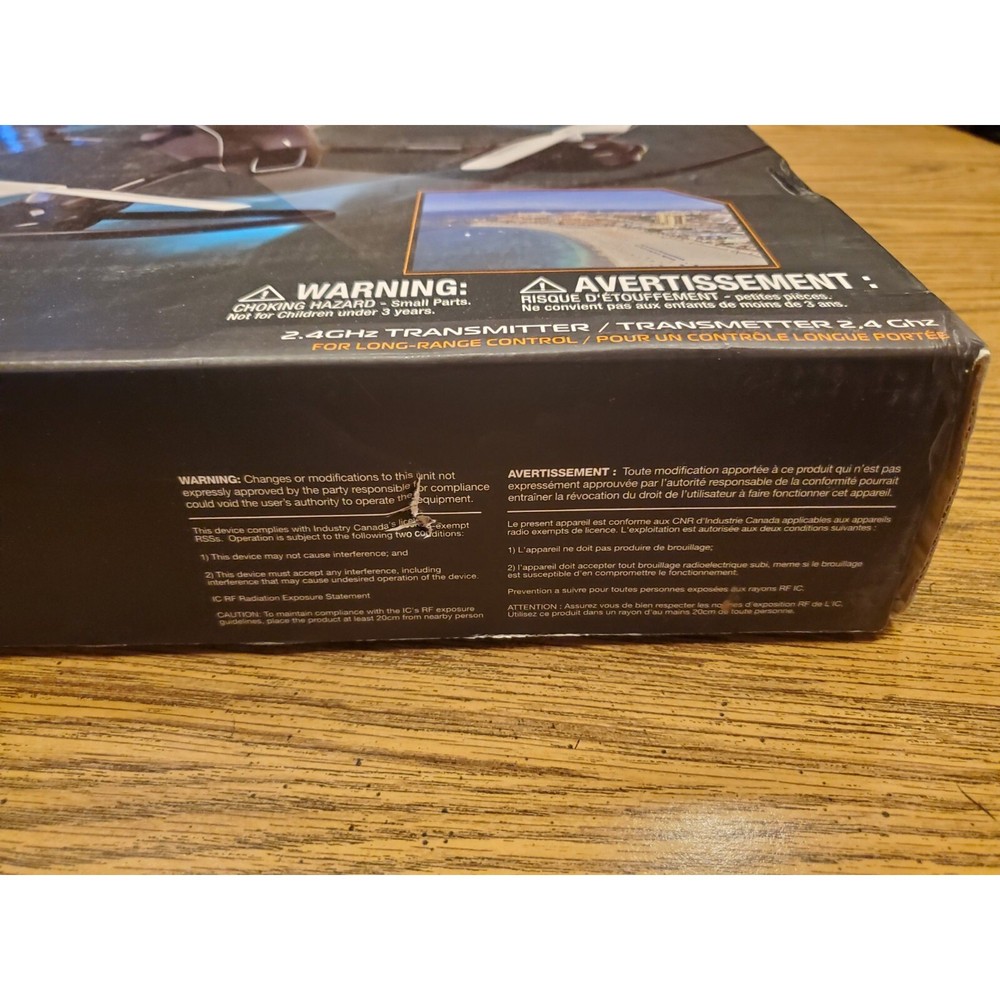 WARNING:
CHOKING HAZARD - Small Parts.
Not for Children under 3 years.
AVERTISSEMENT :
RISQUE D'ÉTOUFFEMENT - petites pièces.
Ne convient pas aux enfants de moins de 3 ans.
2.4GHz TRANSMITTER / TRANSMETTER 2,4 Ghz
FOR LONG-RANGE CONTROL / POUR UN CONTRÔLE LONGUE PORTÉE
WARNING: Changes or modifications to this unit not
expressly approved by the party responsible for compliance
could void the user's authority to operate the equipment.
This device complies with Industry Canada's exempt
RSSs. Operation is subject to the following two conditions:
1) This device may not cause interference; and
2) This device must accept any interference, including
interference that may cause undesired operation of the device.
IC RF Radiation Exposure Statement
CAUTION: To maintain compliance with the IC's RF exposure
guidelines, place the product at least 20cm from nearby person
AVERTISSEMENT : Toute modification apportée à ce produit qui n'est pas
expressément approuvée par l'autorité responsable de la conformité pourrait
entraîner la révocation du droit de l'utilisateur à faire fonctionner cet appareil.
Le present appareil est conforme aux CNR d'Industrie Canada applicables aux appareils
radio exempts de licence. L'exploitation est autorisée aux deux conditions suivantes :
1) L'appareil ne doit pas produire de brouillage;
2) l'appareil doit accepter tout brouillage radioelectrique subi, meme si le brouillage
est susceptible d'en compromettre le fonctionnement.
Prevention a suivre pour toutes personnes exposées aux rayons RF IC.
ATTENTION : Assurez vous de bien respecter les normes d'exposition RF de L'IC.
Utilisez ce produit dans un rayon d'au mains 20cm de toute personne.